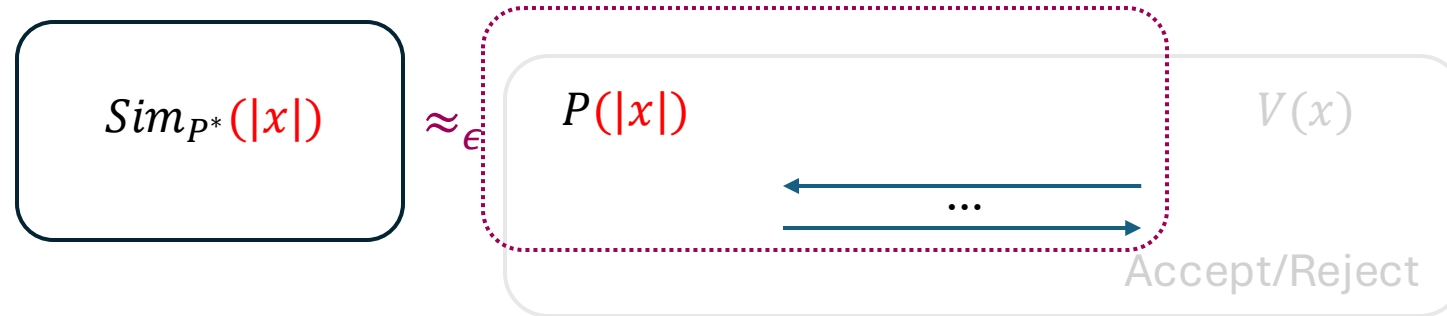 Sim_{P*}(|x|) ≈_ϵ P(|x|) V(x)
...
Accept/Reject